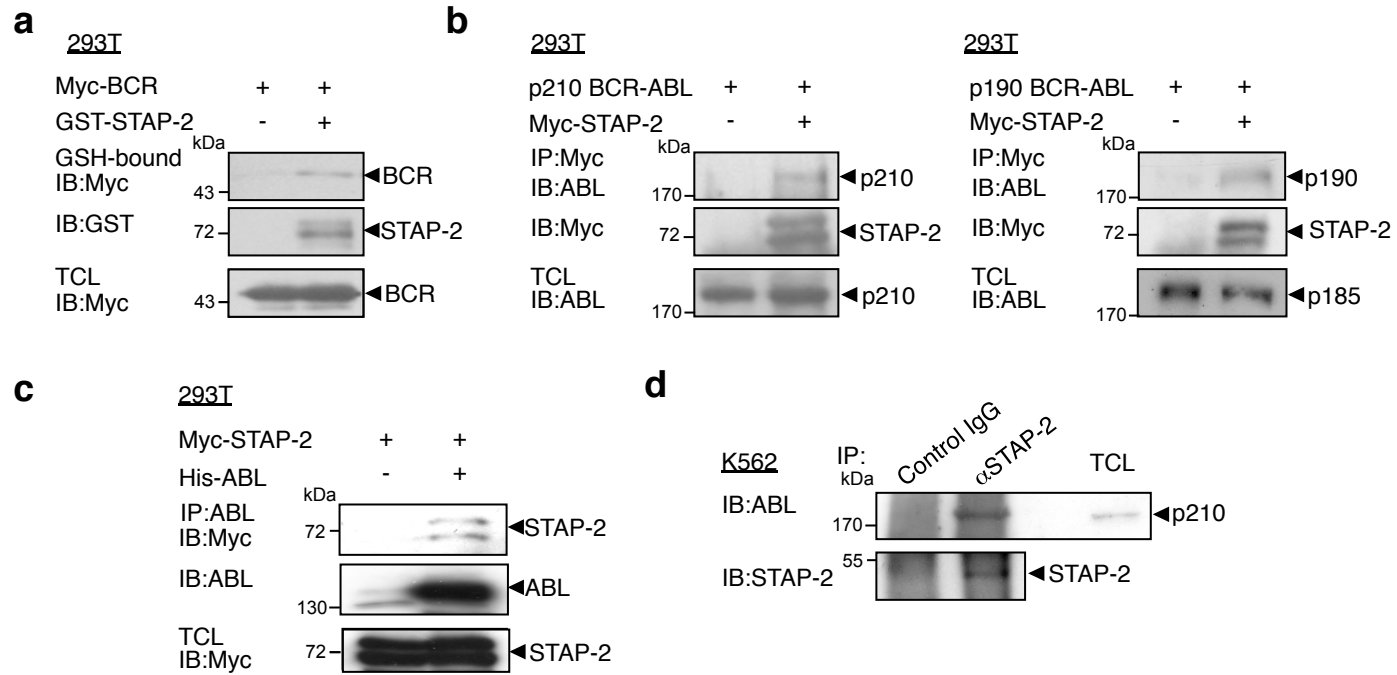 a
293T
Myc-BCR + +
GST-STAP-2 - +
kDa
GSH-bound
IB:Myc
43
BCR
IB:GST
72
STAP-2
TCL
IB:Myc
43
BCR
b
293T
p210 BCR-ABL + +
Myc-STAP-2 - +
kDa
IP:Myc
IB:ABL
170
p210
IB:Myc
72
STAP-2
TCL
IB:ABL
170
p210
293T
p190 BCR-ABL + +
Myc-STAP-2 - +
kDa
IP:Myc
IB:ABL
170
p190
IB:Myc
72
STAP-2
TCL
IB:ABL
170
p185
c
293T
Myc-STAP-2 + +
His-ABL - +
kDa
IP:ABL
IB:Myc
72
STAP-2
IB:ABL
130
ABL
TCL
IB:Myc
72
STAP-2
d
K562
IP:
Control IgG
αSTAP-2
TCL
kDa
IB:ABL
170
p210
55
IB:STAP-2
STAP-2